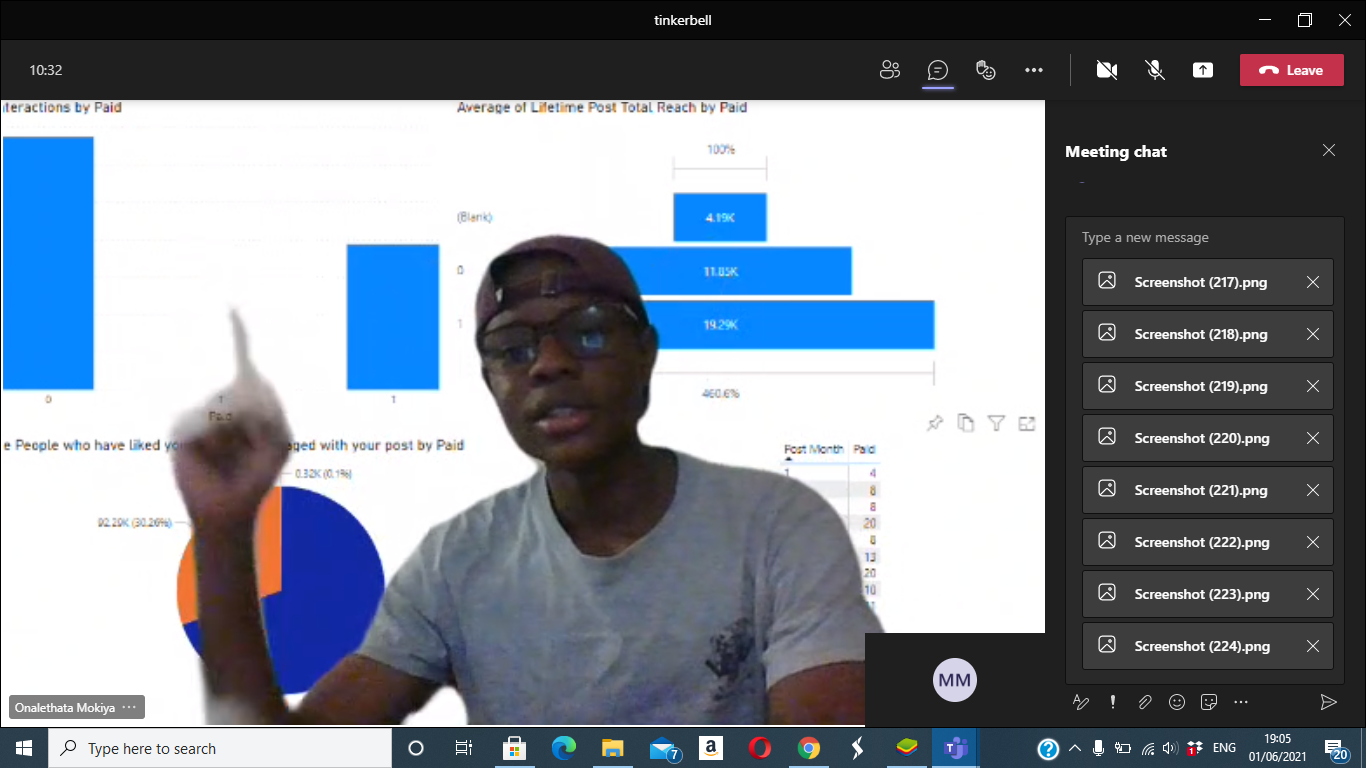 tinkerbell
10:32
Leave
nteractions by Paid
Average of Lifetime Post Total Reach by Paid
100%
(Blank)
4.19K
0
11.85K
1
19.29K
460.6%
0
1
1
Paid
e People who have liked
aged with your post by Paid
0.32K (0.1%)
92.29K (30.26%)
Post Month Paid
1 4
8
8
20
8
13
20
10
Onalethata Mokiya
MM
Meeting chat
Type a new message
Screenshot (217).png
Screenshot (218).png
Screenshot (219).png
Screenshot (220).png
Screenshot (221).png
Screenshot (222).png
Screenshot (223).png
Screenshot (224).png
Type here to search
7
a
1
ENG
19:05
01/06/2021
20